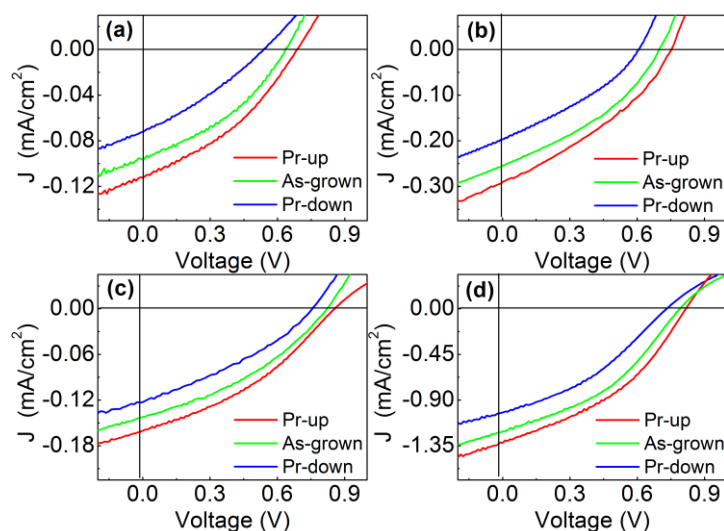 (a)
0.00
-0.04
-0.08
-0.12
J (mA/cm²)
Pr-up
As-grown
Pr-down
0.0 0.3 0.6 0.9
Voltage (V)
(b)
0.00
-0.10
-0.20
-0.30
J (mA/cm²)
Pr-up
As-grown
Pr-down
0.0 0.3 0.6 0.9
Voltage (V)
(c)
0.00
-0.06
-0.12
-0.18
J (mA/cm²)
Pr-up
As-grown
Pr-down
0.0 0.3 0.6 0.9
Voltage (V)
(d)
0.00
-0.45
-0.90
-1.35
J (mA/cm²)
Pr-up
As-grown
Pr-down
0.0 0.3 0.6 0.9
Voltage (V)